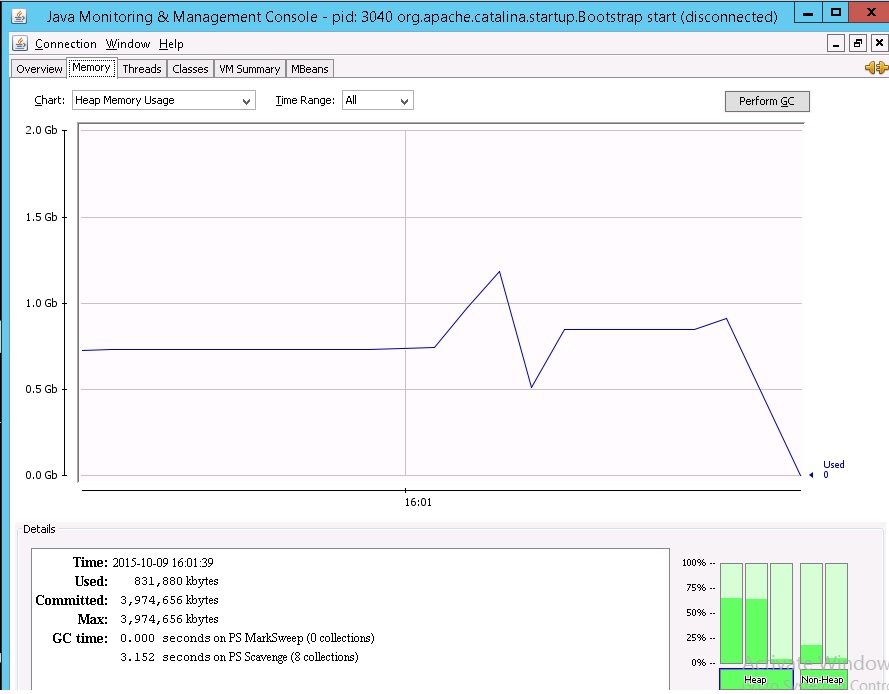 Java Monitoring & Management Console - pid: 3040 org.apache.catalina.startup.Bootstrap start (disconnected)
Connection Window Help
Overview Memory Threads Classes VM Summary MBeans
Chart: Heap Memory Usage Time Range: All Perform GC
2.0 Gb
1.5 Gb
1.0 Gb
0.5 Gb
0.0 Gb
Used
0
16:01
Details
Time: 2015-10-09 16:01:39
Used: 831,880 kbytes
Committed: 3,974,656 kbytes
Max: 3,974,656 kbytes
GC time: 0.000 seconds on PS MarkSweep (0 collections)
3.152 seconds on PS Scavenge (8 collections)
100% --
75% --
50% --
25% --
0% --
Heap Non-Heap
Activate Window